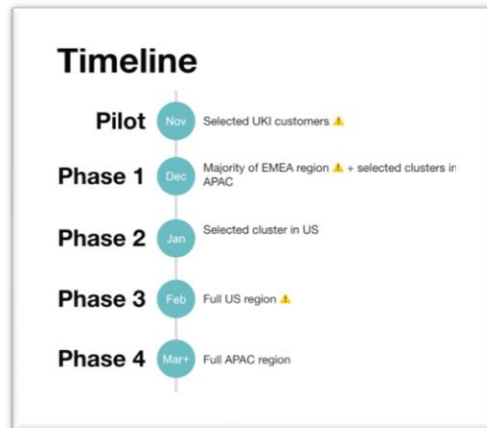 Timeline
Pilot Nov Selected UKI customers ⚠️
Phase 1 Dec Majority of EMEA region ⚠️ + selected clusters in
APAC
Phase 2 Jan Selected cluster in US
Phase 3 Feb Full US region ⚠️
Phase 4 Mar+ Full APAC region